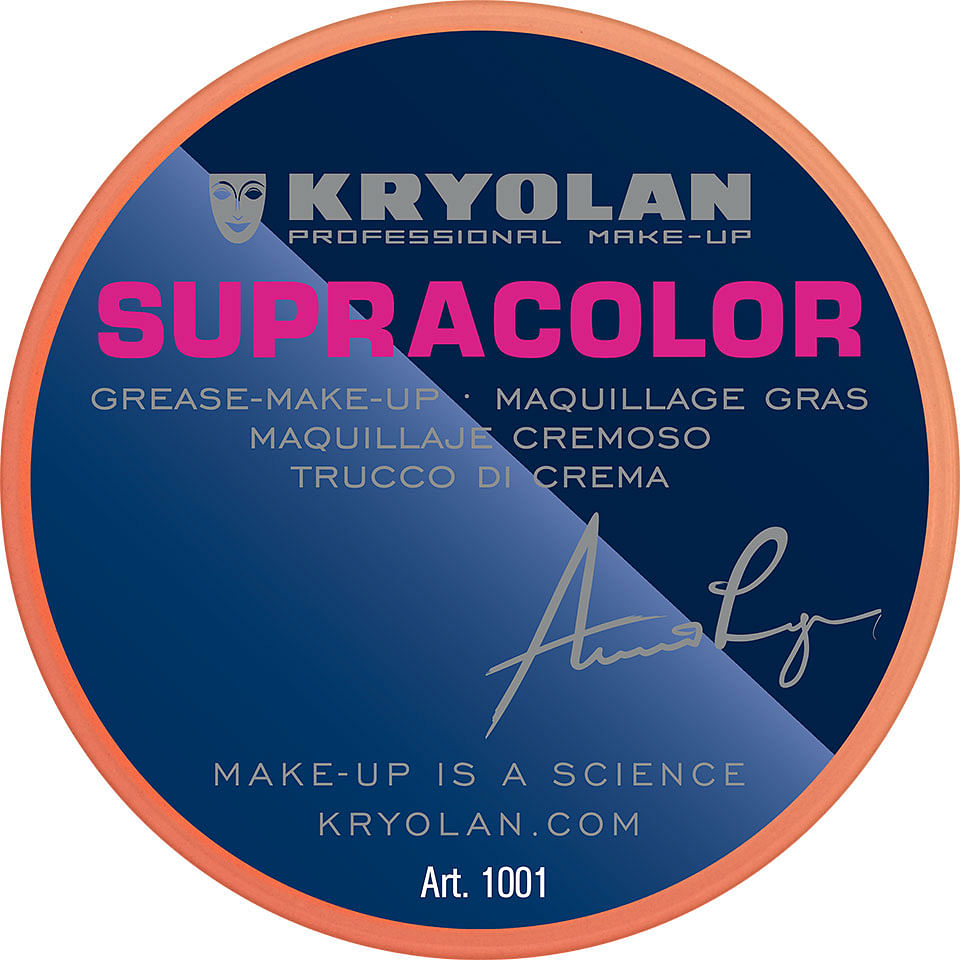 KRYOLAN
PROFESSIONAL MAKE-UP
SUPRACOLOR
GREASE-MAKE-UP · MAQUILLAGE GRAS
MAQUILLAJE CREMOSO
TRUCCO DI CREMA
MAKE-UP IS A SCIENCE
KRYOLAN.COM
Art. 1001